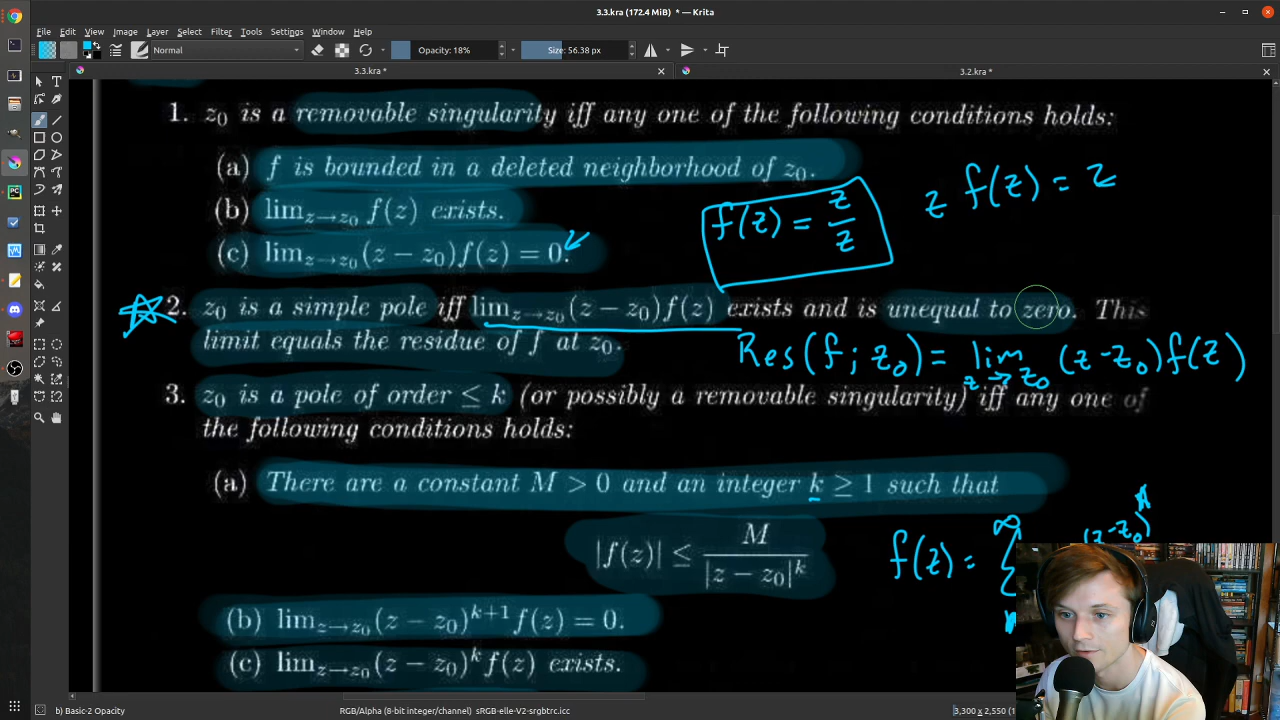 3.3.kra (172.4 MiB) * — Krita
File Edit View Image Layer Select Filter Tools Settings Window Help
Normal Opacity: 18% Size: 56.38 px
3.3.kra * 3.2.kra *
1. z₀ is a removable singularity iff any one of the following conditions holds:
(a) f is bounded in a deleted neighborhood of z₀.
(b) lim_{z→z₀} f(z) exists.
(c) lim_{z→z₀} (z − z₀)f(z) = 0.
f(z) = z/z
z f(z) = z
2. z₀ is a simple pole iff lim_{z→z₀} (z − z₀)f(z) exists and is unequal to zero. This
limit equals the residue of f at z₀.
Res(f; z₀) = lim_{z→z₀} (z-z₀)f(z)
3. z₀ is a pole of order ≤ k (or possibly a removable singularity) iff any one of
the following conditions holds:
(a) There are a constant M > 0 and an integer k ≥ 1 such that
|f(z)| ≤ M/|z − z₀|^k
f(z) = ∞ (z-z₀)
(b) lim_{z→z₀} (z − z₀)^{k+1} f(z) = 0.
(c) lim_{z→z₀} (z − z₀)^k f(z) exists.
b) Basic-2 Opacity RGB/Alpha (8-bit integer/channel) sRGB-elle-V2-srgbtrc.icc 3,300 x 2,550